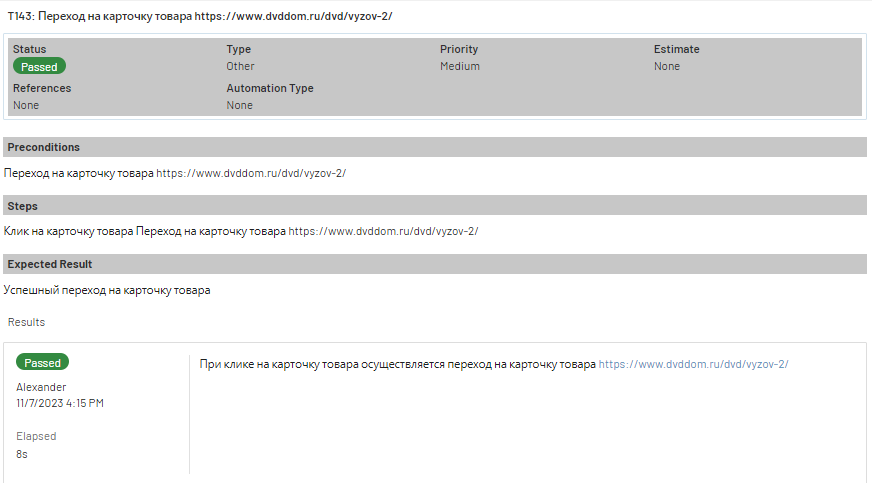 T143: Переход на карточку товара https://www.dvddom.ru/dvd/vyzov-2/
Status Type Priority Estimate
Passed Other Medium None
References Automation Type
None None
Preconditions
Переход на карточку товара https://www.dvddom.ru/dvd/vyzov-2/
Steps
Клик на карточку товара Переход на карточку товара https://www.dvddom.ru/dvd/vyzov-2/
Expected Result
Успешный переход на карточку товара
Results
Passed
Alexander
11/7/2023 4:15 PM
Elapsed
8s
При клике на карточку товара осуществляется переход на карточку товара https://www.dvddom.ru/dvd/vyzov-2/